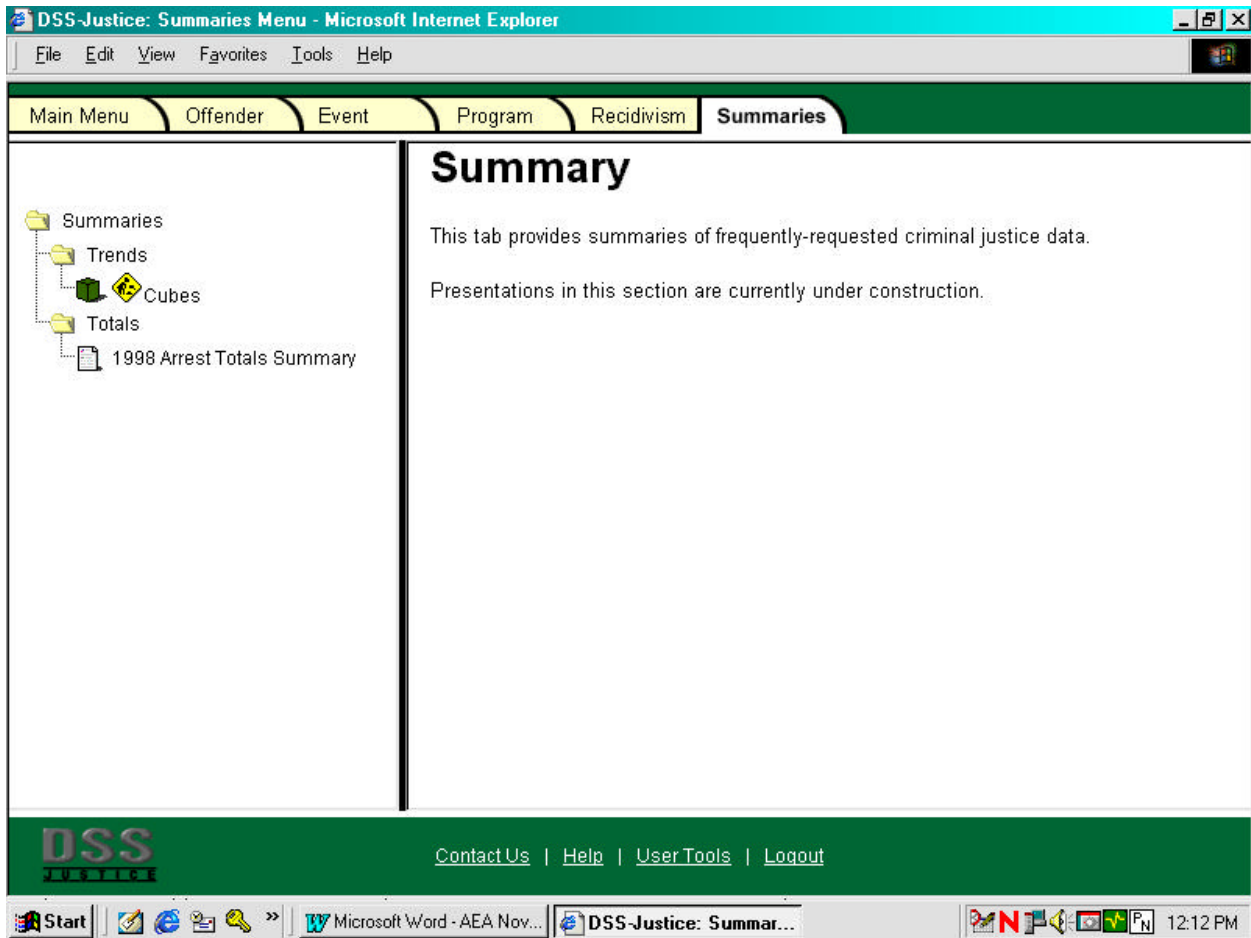 DSS-Justice: Summaries Menu - Microsoft Internet Explorer
File Edit View Favorites Tools Help
Main Menu Offender Event Program Recidivism Summaries
Summary
Summaries
Trends
Cubes
Totals
1998 Arrest Totals Summary
This tab provides summaries of frequently-requested criminal justice data.
Presentations in this section are currently under construction.
DSS
JUSTICE
Contact Us | Help | User Tools | Logout
Start » Microsoft Word - AEA Nov... DSS-Justice: Summar... N PN 12:12 PM